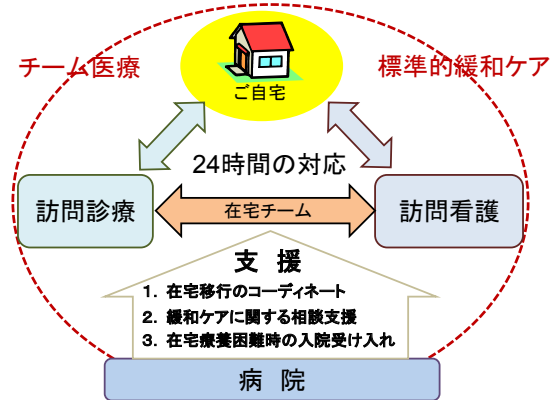 チーム医療
標準的緩和ケア
ご自宅
24時間の対応
訪問診療
在宅チーム
訪問看護
支 援
1. 在宅移行のコーディネート
2. 緩和ケアに関する相談支援
3. 在宅療養困難時の入院受け入れ
病 院